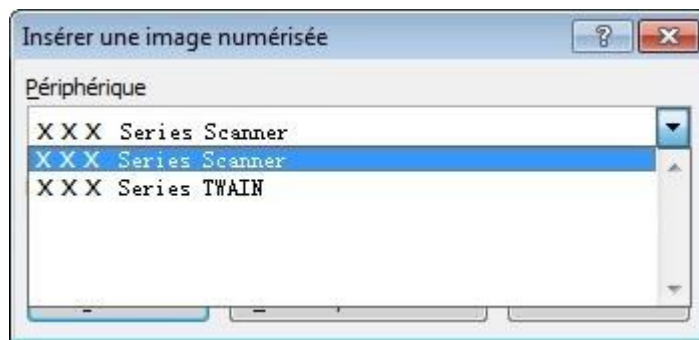 Insérer une image numérisée
Périphérique
X X X Series Scanner
X X X Series Scanner
X X X Series TWAIN